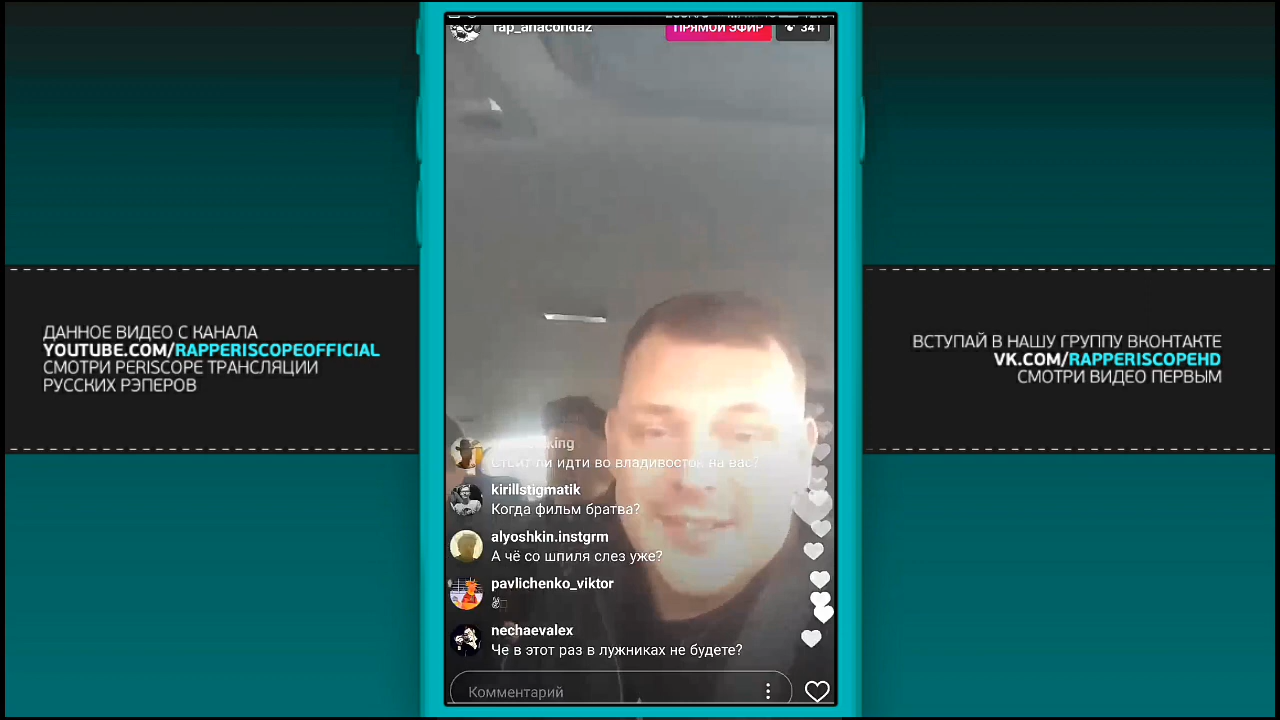 rap_anacondaz
ПРЯМОЙ ЭФИР
341
ДАННОЕ ВИДЕО С КАНАЛА
YOUTUBE.COM/RAPPERISCOPEOFFICIAL
СМОТРИ PERISCOPE ТРАНСЛЯЦИИ
РУССКИХ РЭПЕРОВ
ВСТУПАЙ В НАШУ ГРУППУ ВКОНТАКТЕ
VK.COM/RAPPERISCOPEHD
СМОТРИ ВИДЕО ПЕРВЫМ
Стоит ли идти во владивосток на вас?
kirillstigmatik
Когда фильм братва?
alyoshkin.instgrm
А чё со шпиля слез уже?
pavlichenko_viktor
✌
nechaevalex
Че в этот раз в лужниках не будете?
Комментарий